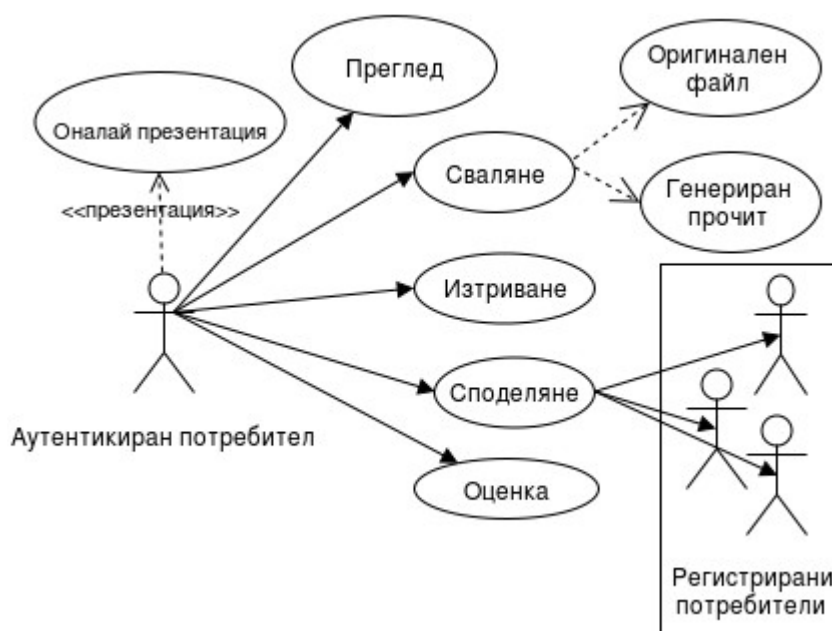 Преглед
Оригинален
файл
Оналай презентация
Сваляне
Генериран
прочит
<<презентация>>
Изтриване
Споделяне
Аутентикиран потребител
Оценка
Регистрирани
потребители